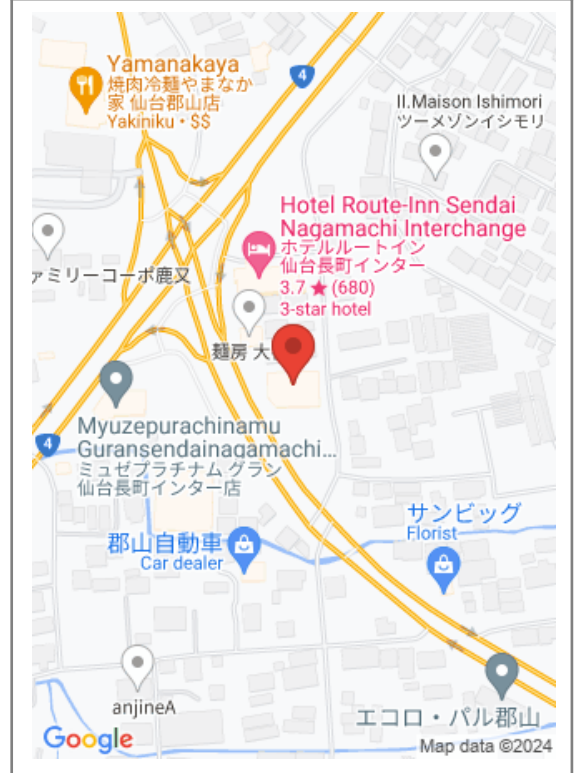 Yamanakaya
焼肉冷麺やまなか
家 仙台郡山店
Yakiniku・$$
4
II.Maison Ishimori
ツーメゾンイシモリ
Hotel Route-Inn Sendai
Nagamachi Interchange
ホテルルートイン
仙台長町インター
3.7 ★ (680)
3-star hotel
ァミリーコーポ鹿又
麺房 大
Myuzepurachinamu
Guransendainagamachi...
ミュゼプラチナム グラン
仙台長町インター店
4
サンビッグ
Florist
郡山自動車
Car dealer
anjineA
エコロ・パル郡山
Google
Map data ©2024